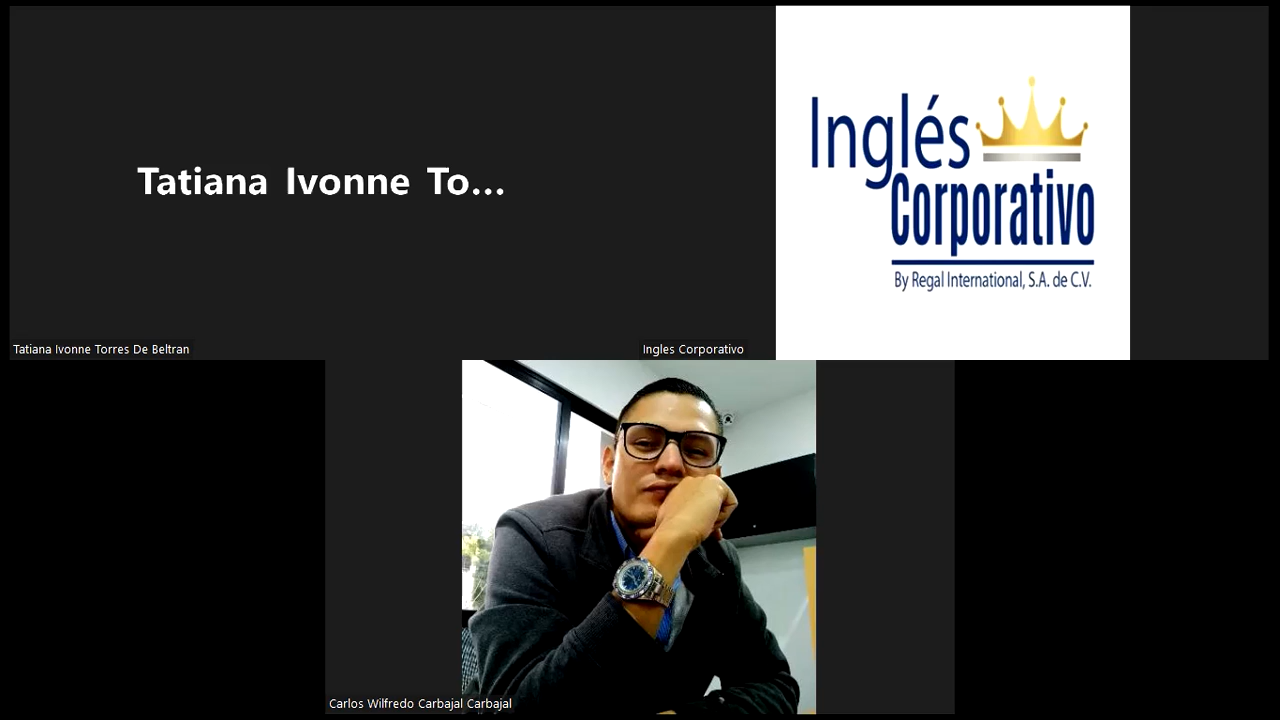 Tatiana Ivonne To...
Tatiana Ivonne Torres De Beltran
Inglés
Corporativo
By Regal International, S.A. de C.V.
Ingles Corporativo
Carlos Wilfredo Carbajal Carbajal